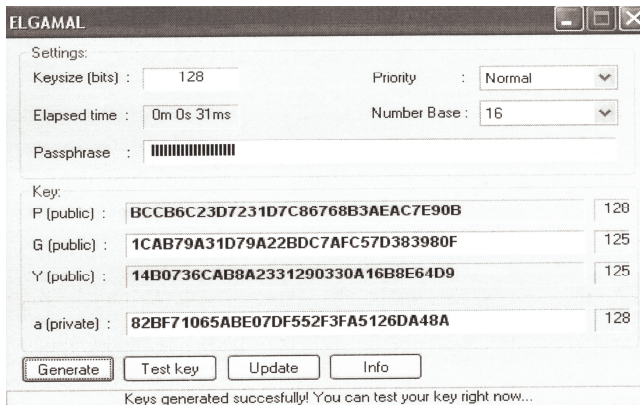 ELGAMAL
Settings:
Keysize (bits) : 128 Priority : Normal
Elapsed time : 0m 0s 31ms Number Base : 16
Passphrase :
Key:
P (public) : BCCB6C23D7231D7C86768B3AEAC7E90B 128
G (public) : 1CAB79A31D79A22BDC7AFC57D383980F 125
Y (public) : 14B0736CAB8A2331290330A16B8E64D9 125
a (private) : 82BF71065ABE07DF552F3FA5126DA48A 128
Generate Test key Update Info
Keys generated succesfully! You can test your key right now...